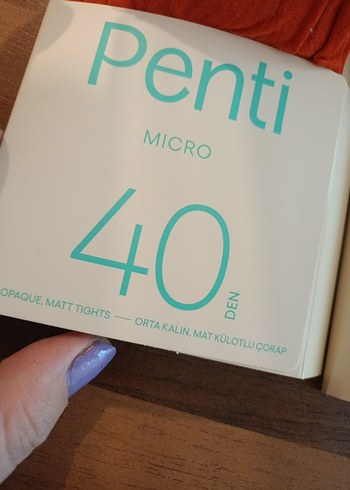 Penti
MICRO
40 DEN
OPAQUE, MATT TIGHTS — ORTA KALIN, MAT KÜLOTLU ÇORAP